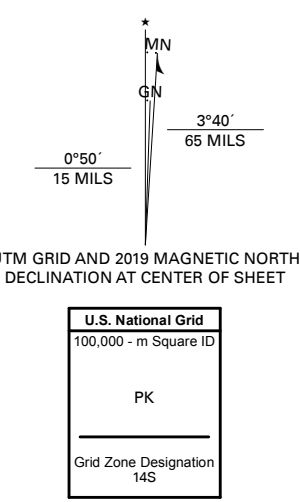 ★
MN
GN
3°40´
65 MILS
0°50´
15 MILS
UTM GRID AND 2019 MAGNETIC NORTH
DECLINATION AT CENTER OF SHEET
U.S. National Grid
100,000 - m Square ID
PK
Grid Zone Designation
14S